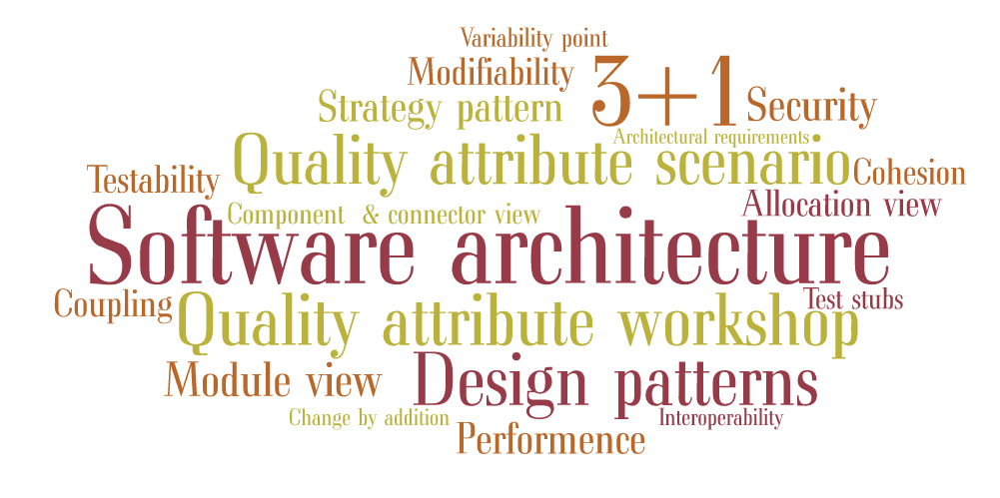 Variability point
Modifiability
3+1
Security
Strategy pattern
Architectural requirements
Quality attribute scenario
Cohesion
Testability
Allocation view
Component & connector view
Software architecture
Coupling
Test stubs
Quality attribute workshop
Module view
Design patterns
Change by addition
Interoperability
Performence